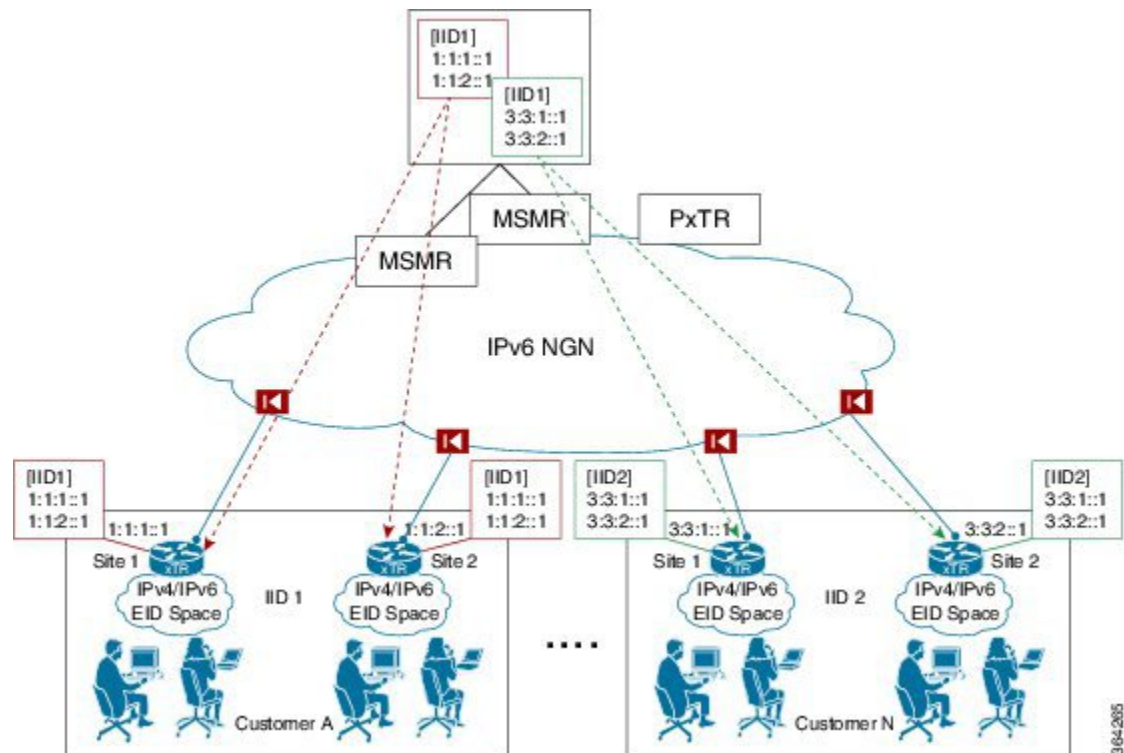 [IID1]
1:1:1::1
1:1:2::1
[IID1]
3:3:1::1
3:3:2::1
MSMR
PxTR
MSMR
IPv6 NGN
[IID1]
1:1:1::1
1:1:2::1
[IID1]
1:1:1::1
1:1:2::1
[IID2]
3:3:1::1
3:3:2::1
[IID2]
3:3:1::1
3:3:2::1
1:1:1::1
1:1:2::1
3:3:1::1
3:3:2::1
Site 1
xTR
xTR
Site 2
Site 1
xTR
xTR
Site 2
IPv4/IPv6
EID Space
IID 1
IPv4/IPv6
EID Space
IPv4/IPv6
EID Space
IID 2
IPv4/IPv6
EID Space
....
Customer A
Customer N
364265